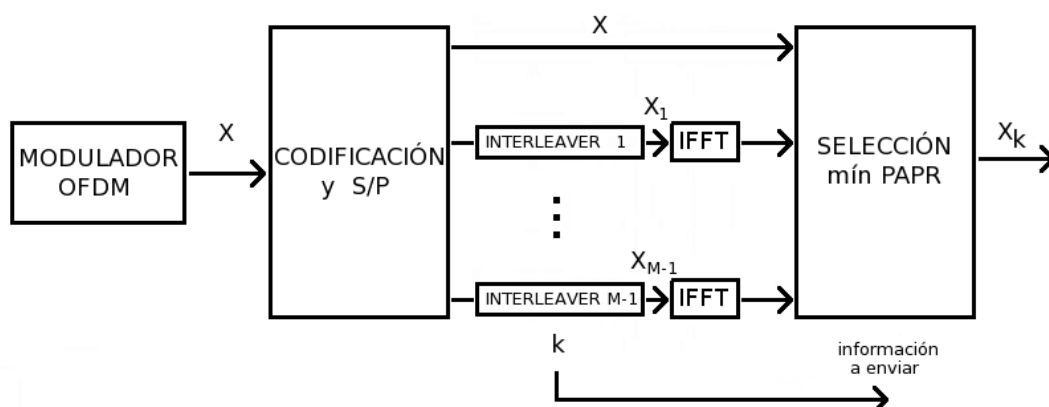 X
MODULADOR
OFDM
X
CODIFICACIÓN
y S/P
INTERLEAVER 1
X1
IFFT
INTERLEAVER M-1
XM-1
IFFT
SELECCIÓN
mín PAPR
Xk
k
información
a enviar